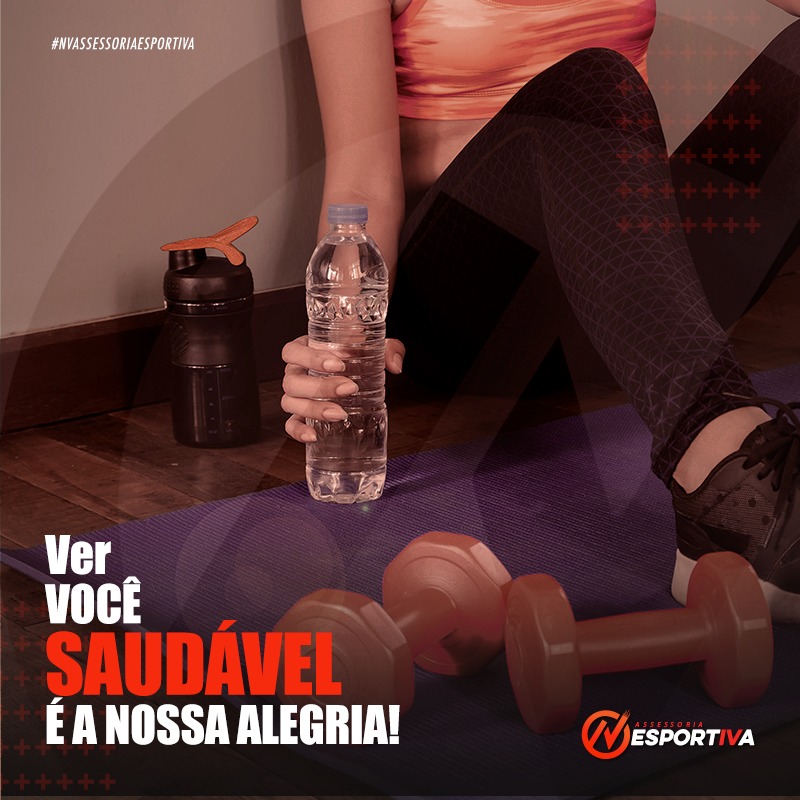 #NVASSESSORIAESPORTIVA
Ver
VOCÊ
SAUDÁVEL
É A NOSSA ALEGRIA!
ASSESSORIA
ESPORTIVA